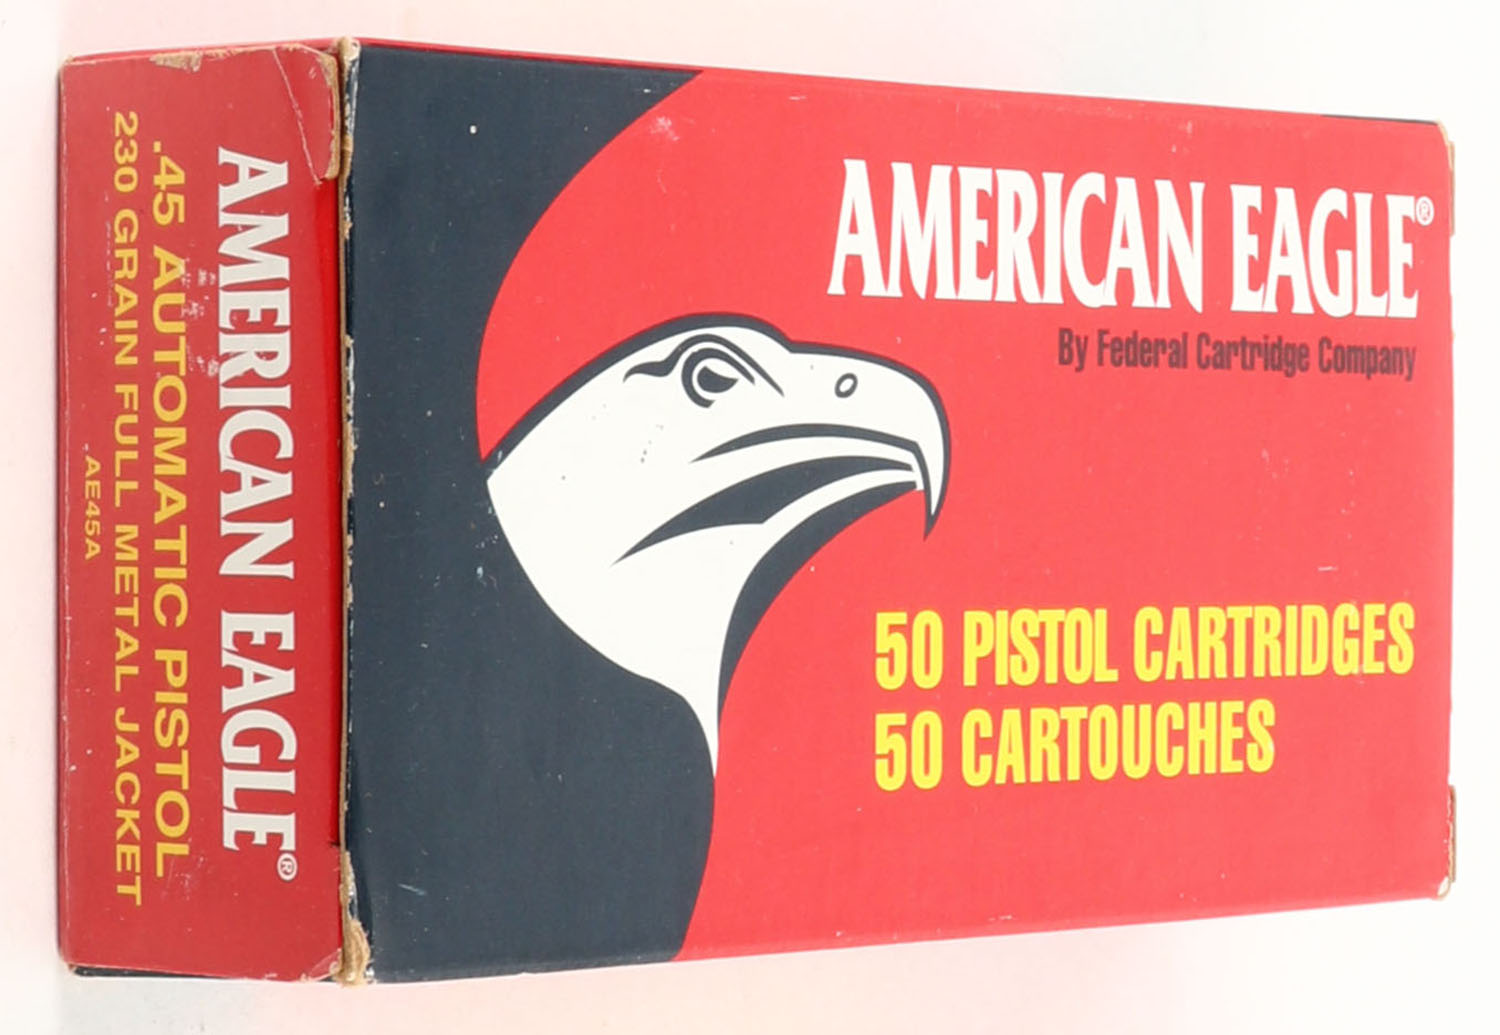 AMERICAN EAGLE®
By Federal Cartridge Company
50 PISTOL CARTRIDGES
50 CARTOUCHES
AMERICAN EAGLE®
.45 AUTOMATIC PISTOL
230 GRAIN FULL METAL JACKET
AE45A